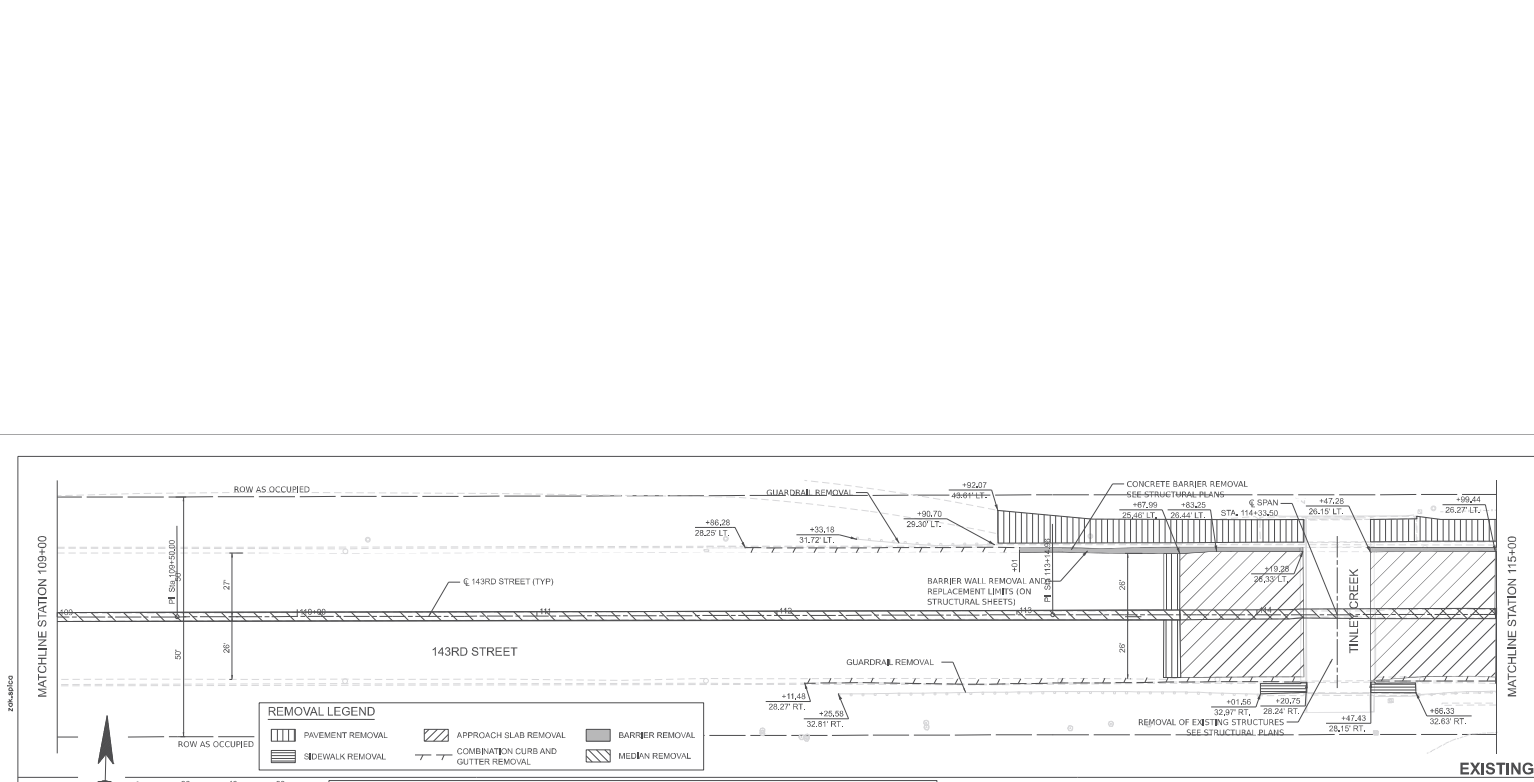 ROW AS OCCUPIED
GUARDRAIL REMOVAL
+92.07
43.61' LT.
CONCRETE BARRIER REMOVAL
SEE STRUCTURAL PLANS
℄ SPAN
STA. 114+33.50
+47.28
26.15' LT.
+99.44
26.27' LT.
+67.99
25.46' LT.
+83.25
26.44' LT.
+90.70
29.30' LT.
+86.28
28.25' LT.
+33.18
31.72' LT.
MATCHLINE STATION 109+00
PI Sta 109+50.00
50'
27'
℄ 143RD STREET (TYP)
+01
BARRIER WALL REMOVAL AND
REPLACEMENT LIMITS (ON
STRUCTURAL SHEETS)
26'
+19.28
TINLEY CREEK
MATCHLINE STATION 115+00
109
110+00
111
112
113
114
50'
26'
143RD STREET
26'
GUARDRAIL REMOVAL
+11.48
28.27' RT.
+25.58
32.81' RT.
+01.56
32.97' RT.
+20.75
28.24' RT.
REMOVAL OF EXISTING STRUCTURES
SEE STRUCTURAL PLANS
+47.43
28.15' RT.
+66.33
32.63' RT.
ROW AS OCCUPIED
REMOVAL LEGEND
PAVEMENT REMOVAL
APPROACH SLAB REMOVAL
BARRIER REMOVAL
SIDEWALK REMOVAL
COMBINATION CURB AND
GUTTER REMOVAL
MEDIAN REMOVAL
EXISTING